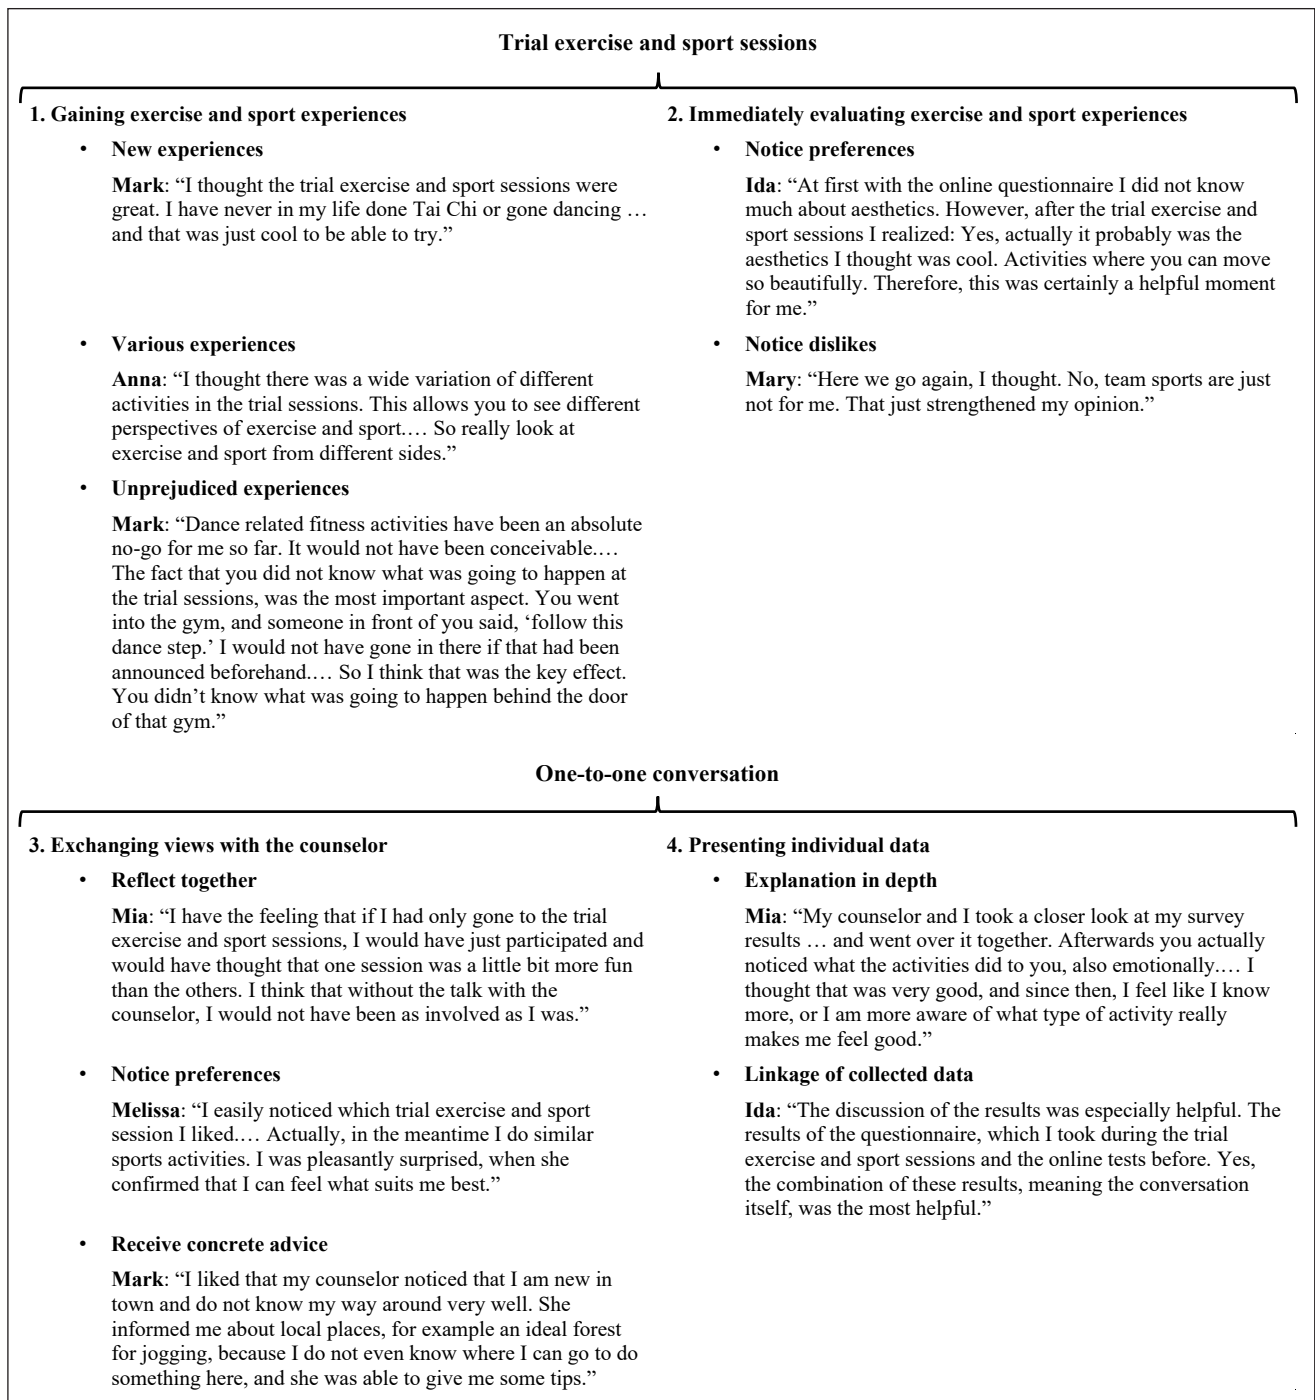 Trial exercise and sport sessions
1. Gaining exercise and sport experiences
• New experiences
Mark: “I thought the trial exercise and sport sessions were
great. I have never in my life done Tai Chi or gone dancing …
and that was just cool to be able to try.”
• Various experiences
Anna: “I thought there was a wide variation of different
activities in the trial sessions. This allows you to see different
perspectives of exercise and sport.… So really look at
exercise and sport from different sides.”
• Unprejudiced experiences
Mark: “Dance related fitness activities have been an absolute
no-go for me so far. It would not have been conceivable.…
The fact that you did not know what was going to happen at
the trial sessions, was the most important aspect. You went
into the gym, and someone in front of you said, ‘follow this
dance step.’ I would not have gone in there if that had been
announced beforehand.… So I think that was the key effect.
You didn’t know what was going to happen behind the door
of that gym.”
2. Immediately evaluating exercise and sport experiences
• Notice preferences
Ida: “At first with the online questionnaire I did not know
much about aesthetics. However, after the trial exercise and
sport sessions I realized: Yes, actually it probably was the
aesthetics I thought was cool. Activities where you can move
so beautifully. Therefore, this was certainly a helpful moment
for me.”
• Notice dislikes
Mary: “Here we go again, I thought. No, team sports are just
not for me. That just strengthened my opinion.”
One-to-one conversation
3. Exchanging views with the counselor
• Reflect together
Mia: “I have the feeling that if I had only gone to the trial
exercise and sport sessions, I would have just participated and
would have thought that one session was a little bit more fun
than the others. I think that without the talk with the
counselor, I would not have been as involved as I was.”
• Notice preferences
Melissa: “I easily noticed which trial exercise and sport
session I liked.… Actually, in the meantime I do similar
sports activities. I was pleasantly surprised, when she
confirmed that I can feel what suits me best.”
• Receive concrete advice
Mark: “I liked that my counselor noticed that I am new in
town and do not know my way around very well. She
informed me about local places, for example an ideal forest
for jogging, because I do not even know where I can go to do
something here, and she was able to give me some tips.”
4. Presenting individual data
• Explanation in depth
Mia: “My counselor and I took a closer look at my survey
results … and went over it together. Afterwards you actually
noticed what the activities did to you, also emotionally.… I
thought that was very good, and since then, I feel like I know
more, or I am more aware of what type of activity really
makes me feel good.”
• Linkage of collected data
Ida: “The discussion of the results was especially helpful. The
results of the questionnaire, which I took during the trial
exercise and sport sessions and the online tests before. Yes,
the combination of these results, meaning the conversation
itself, was the most helpful.”